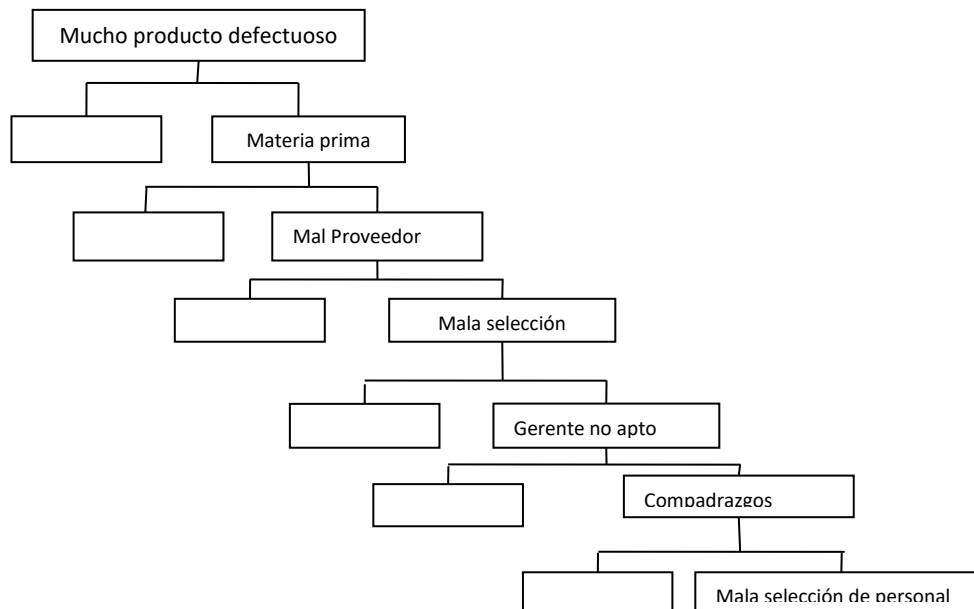 Mucho producto defectuoso
Materia prima
Mal Proveedor
Mala selección
Gerente no apto
Compadrazgos
Mala selección de personal